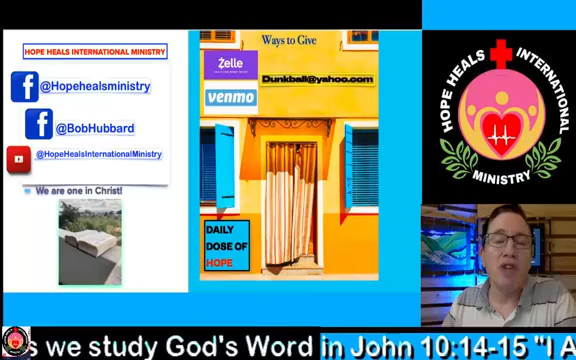 HOPE HEALS INTERNATIONAL MINISTRY
@Hopehealsministry
@BobHubbard
@HopeHealsInternationalMinistry
We are one in Christ!
Ways to Give
Zelle
Dunkball@yahoo.com
venmo
DAILY
DOSE OF
HOPE
HOPE HEALS INTERNATIONAL
MINISTRY
s we study God's Word in John 10:14-15 "I A